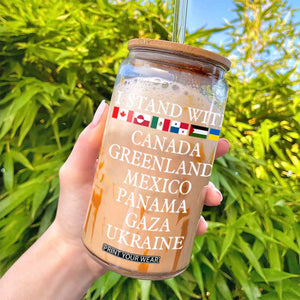 I STAND WITH
CANADA
GREENLAND
MEXICO
PANAMA
GAZA
UKRAINE
PRINT YOUR WEAR